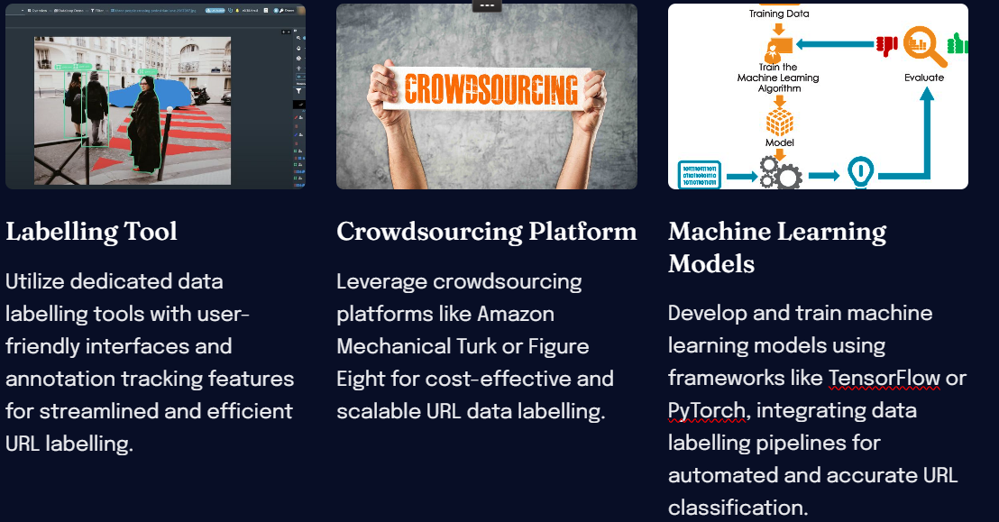 CROWDSOURCING
Training Data
Train the
Machine Learning
Algorithm
Evaluate
Model
Labelling Tool
Utilize dedicated data
labelling tools with user-
friendly interfaces and
annotation tracking features
for streamlined and efficient
URL labelling.
Crowdsourcing Platform
Leverage crowdsourcing
platforms like Amazon
Mechanical Turk or Figure
Eight for cost-effective and
scalable URL data labelling.
Machine Learning
Models
Develop and train machine
learning models using
frameworks like TensorFlow or
PyTorch, integrating data
labelling pipelines for
automated and accurate URL
classification.